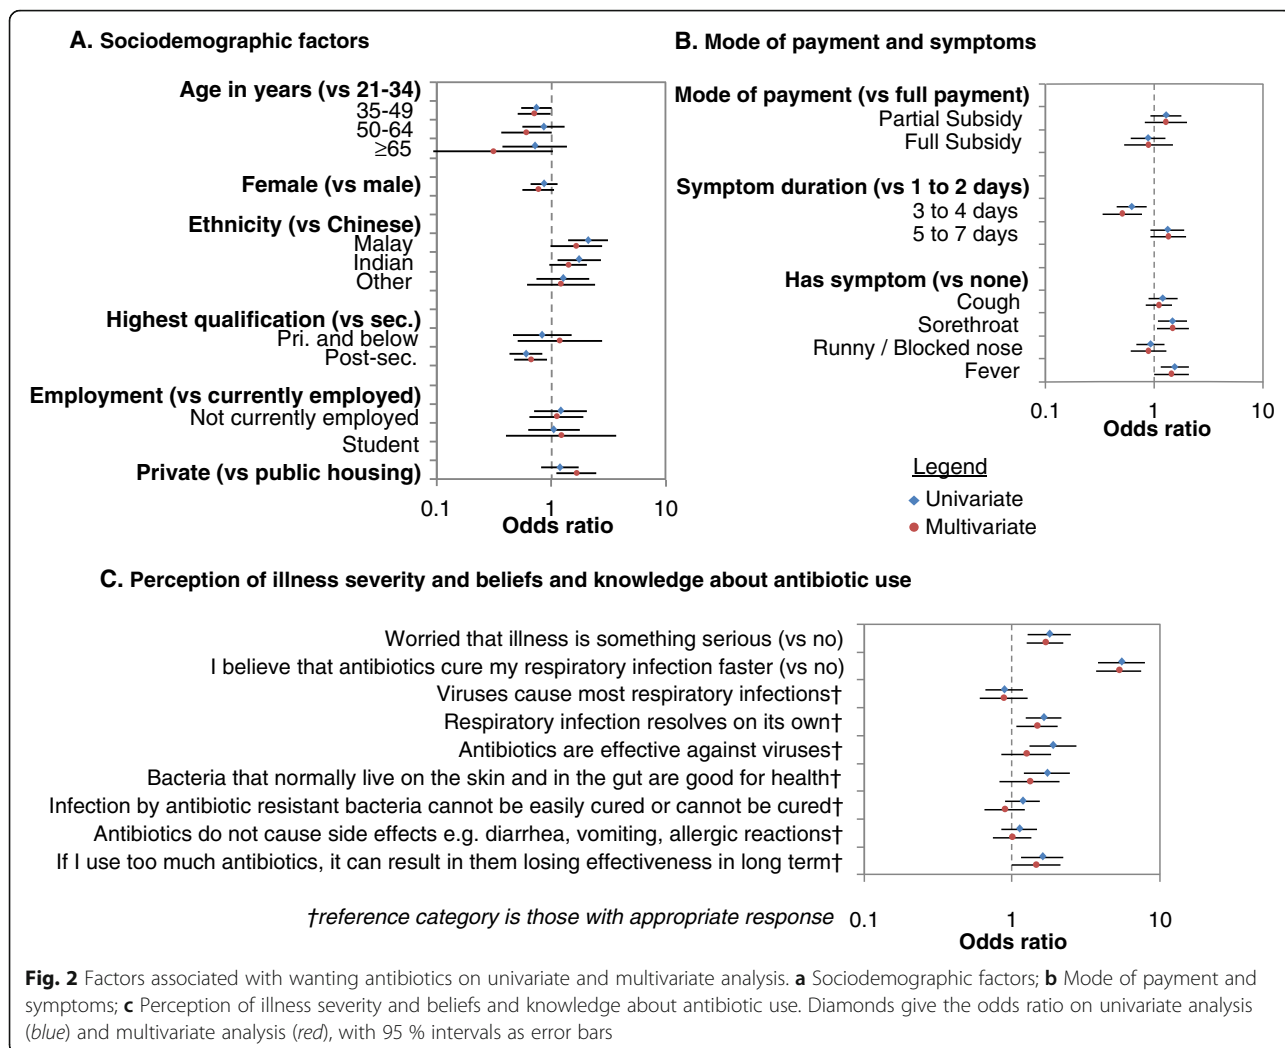 A. Sociodemographic factors
Age in years (vs 21-34)
35-49
50-64
≥65
Female (vs male)
Ethnicity (vs Chinese)
Malay
Indian
Other
Highest qualification (vs sec.)
Pri. and below
Post-sec.
Employment (vs currently employed)
Not currently employed
Student
Private (vs public housing)
0.1 1 10
Odds ratio
B. Mode of payment and symptoms
Mode of payment (vs full payment)
Partial Subsidy
Full Subsidy
Symptom duration (vs 1 to 2 days)
3 to 4 days
5 to 7 days
Has symptom (vs none)
Cough
Sorethroat
Runny / Blocked nose
Fever
0.1 1 10
Odds ratio
Legend
Univariate
Multivariate
C. Perception of illness severity and beliefs and knowledge about antibiotic use
Worried that illness is something serious (vs no)
I believe that antibiotics cure my respiratory infection faster (vs no)
Viruses cause most respiratory infections†
Respiratory infection resolves on its own†
Antibiotics are effective against viruses†
Bacteria that normally live on the skin and in the gut are good for health†
Infection by antibiotic resistant bacteria cannot be easily cured or cannot be cured†
Antibiotics do not cause side effects e.g. diarrhea, vomiting, allergic reactions†
If I use too much antibiotics, it can result in them losing effectiveness in long term†
†reference category is those with appropriate response
0.1 1 10
Odds ratio
Fig. 2 Factors associated with wanting antibiotics on univariate and multivariate analysis. a Sociodemographic factors; b Mode of payment and
symptoms; c Perception of illness severity and beliefs and knowledge about antibiotic use. Diamonds give the odds ratio on univariate analysis
(blue) and multivariate analysis (red), with 95 % intervals as error bars